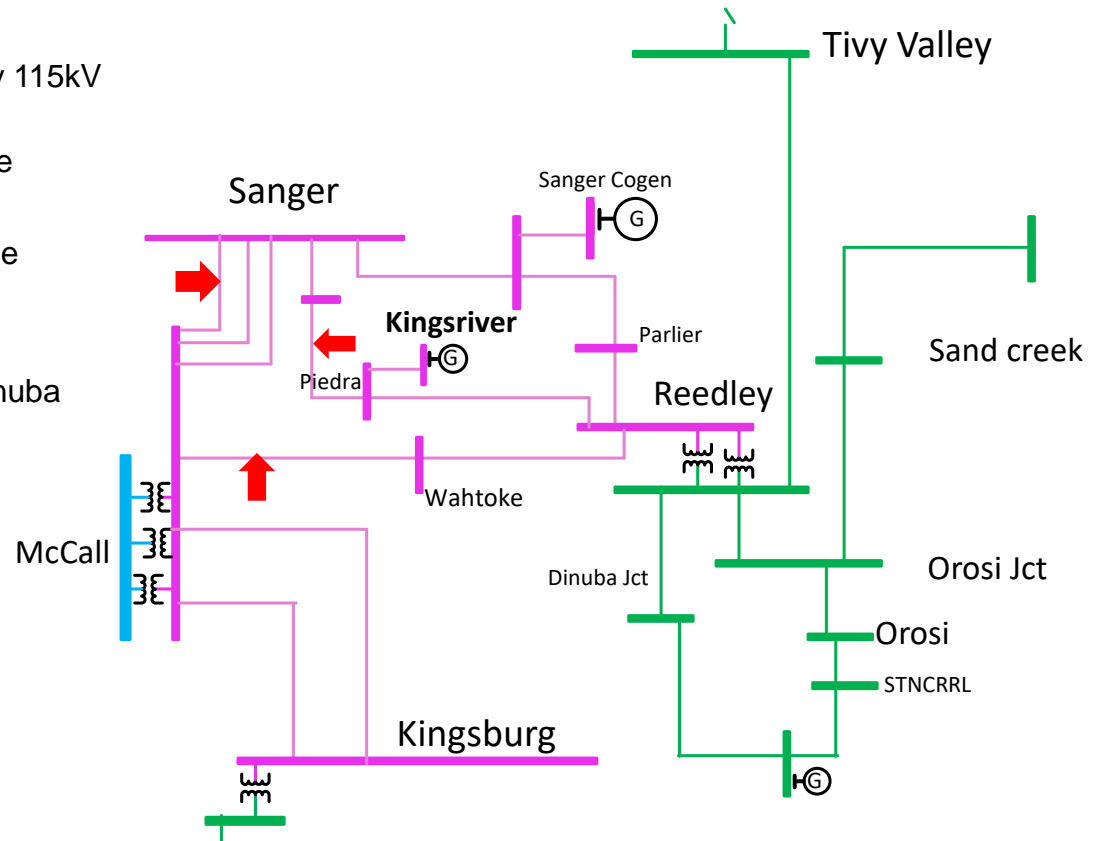 Tivy Valley
115kV
Sanger Cogen
Sanger
G
Kingsriver
G
Parlier
Sand creek
Piedra
Reedley
nuba
Wahtoke
McCall
Orosi Jct
Dinuba Jct
Orosi
STNCRRL
Kingsburg
G